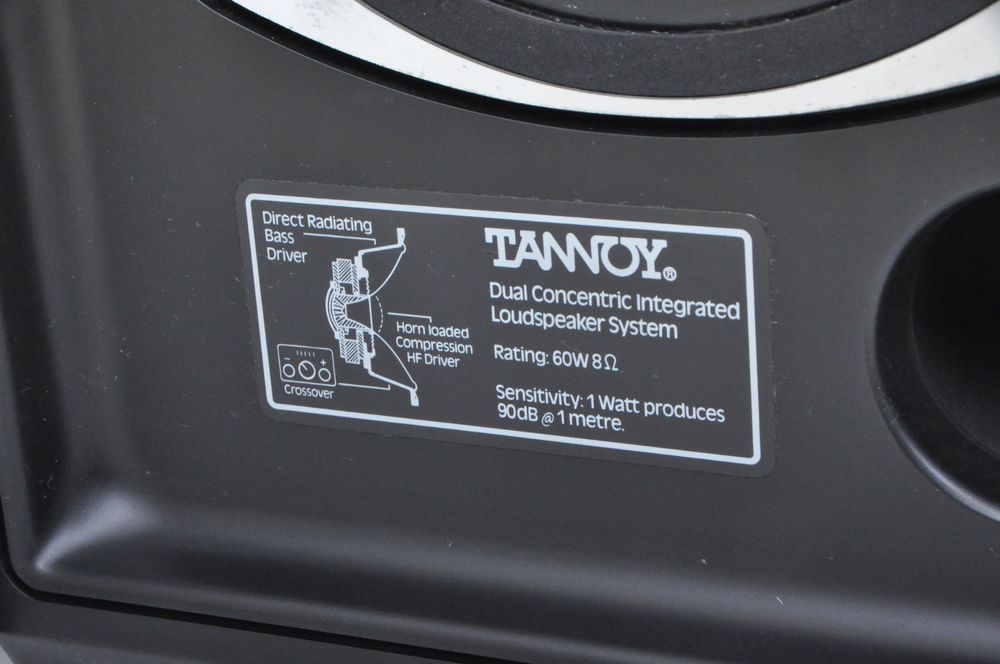 Direct Radiating
Bass
Driver
Horn loaded
Compression
HF Driver
- +
Crossover
TANNOY®
Dual Concentric Integrated
Loudspeaker System
Rating: 60W 8Ω
Sensitivity: 1 Watt produces
90dB @ 1 metre.